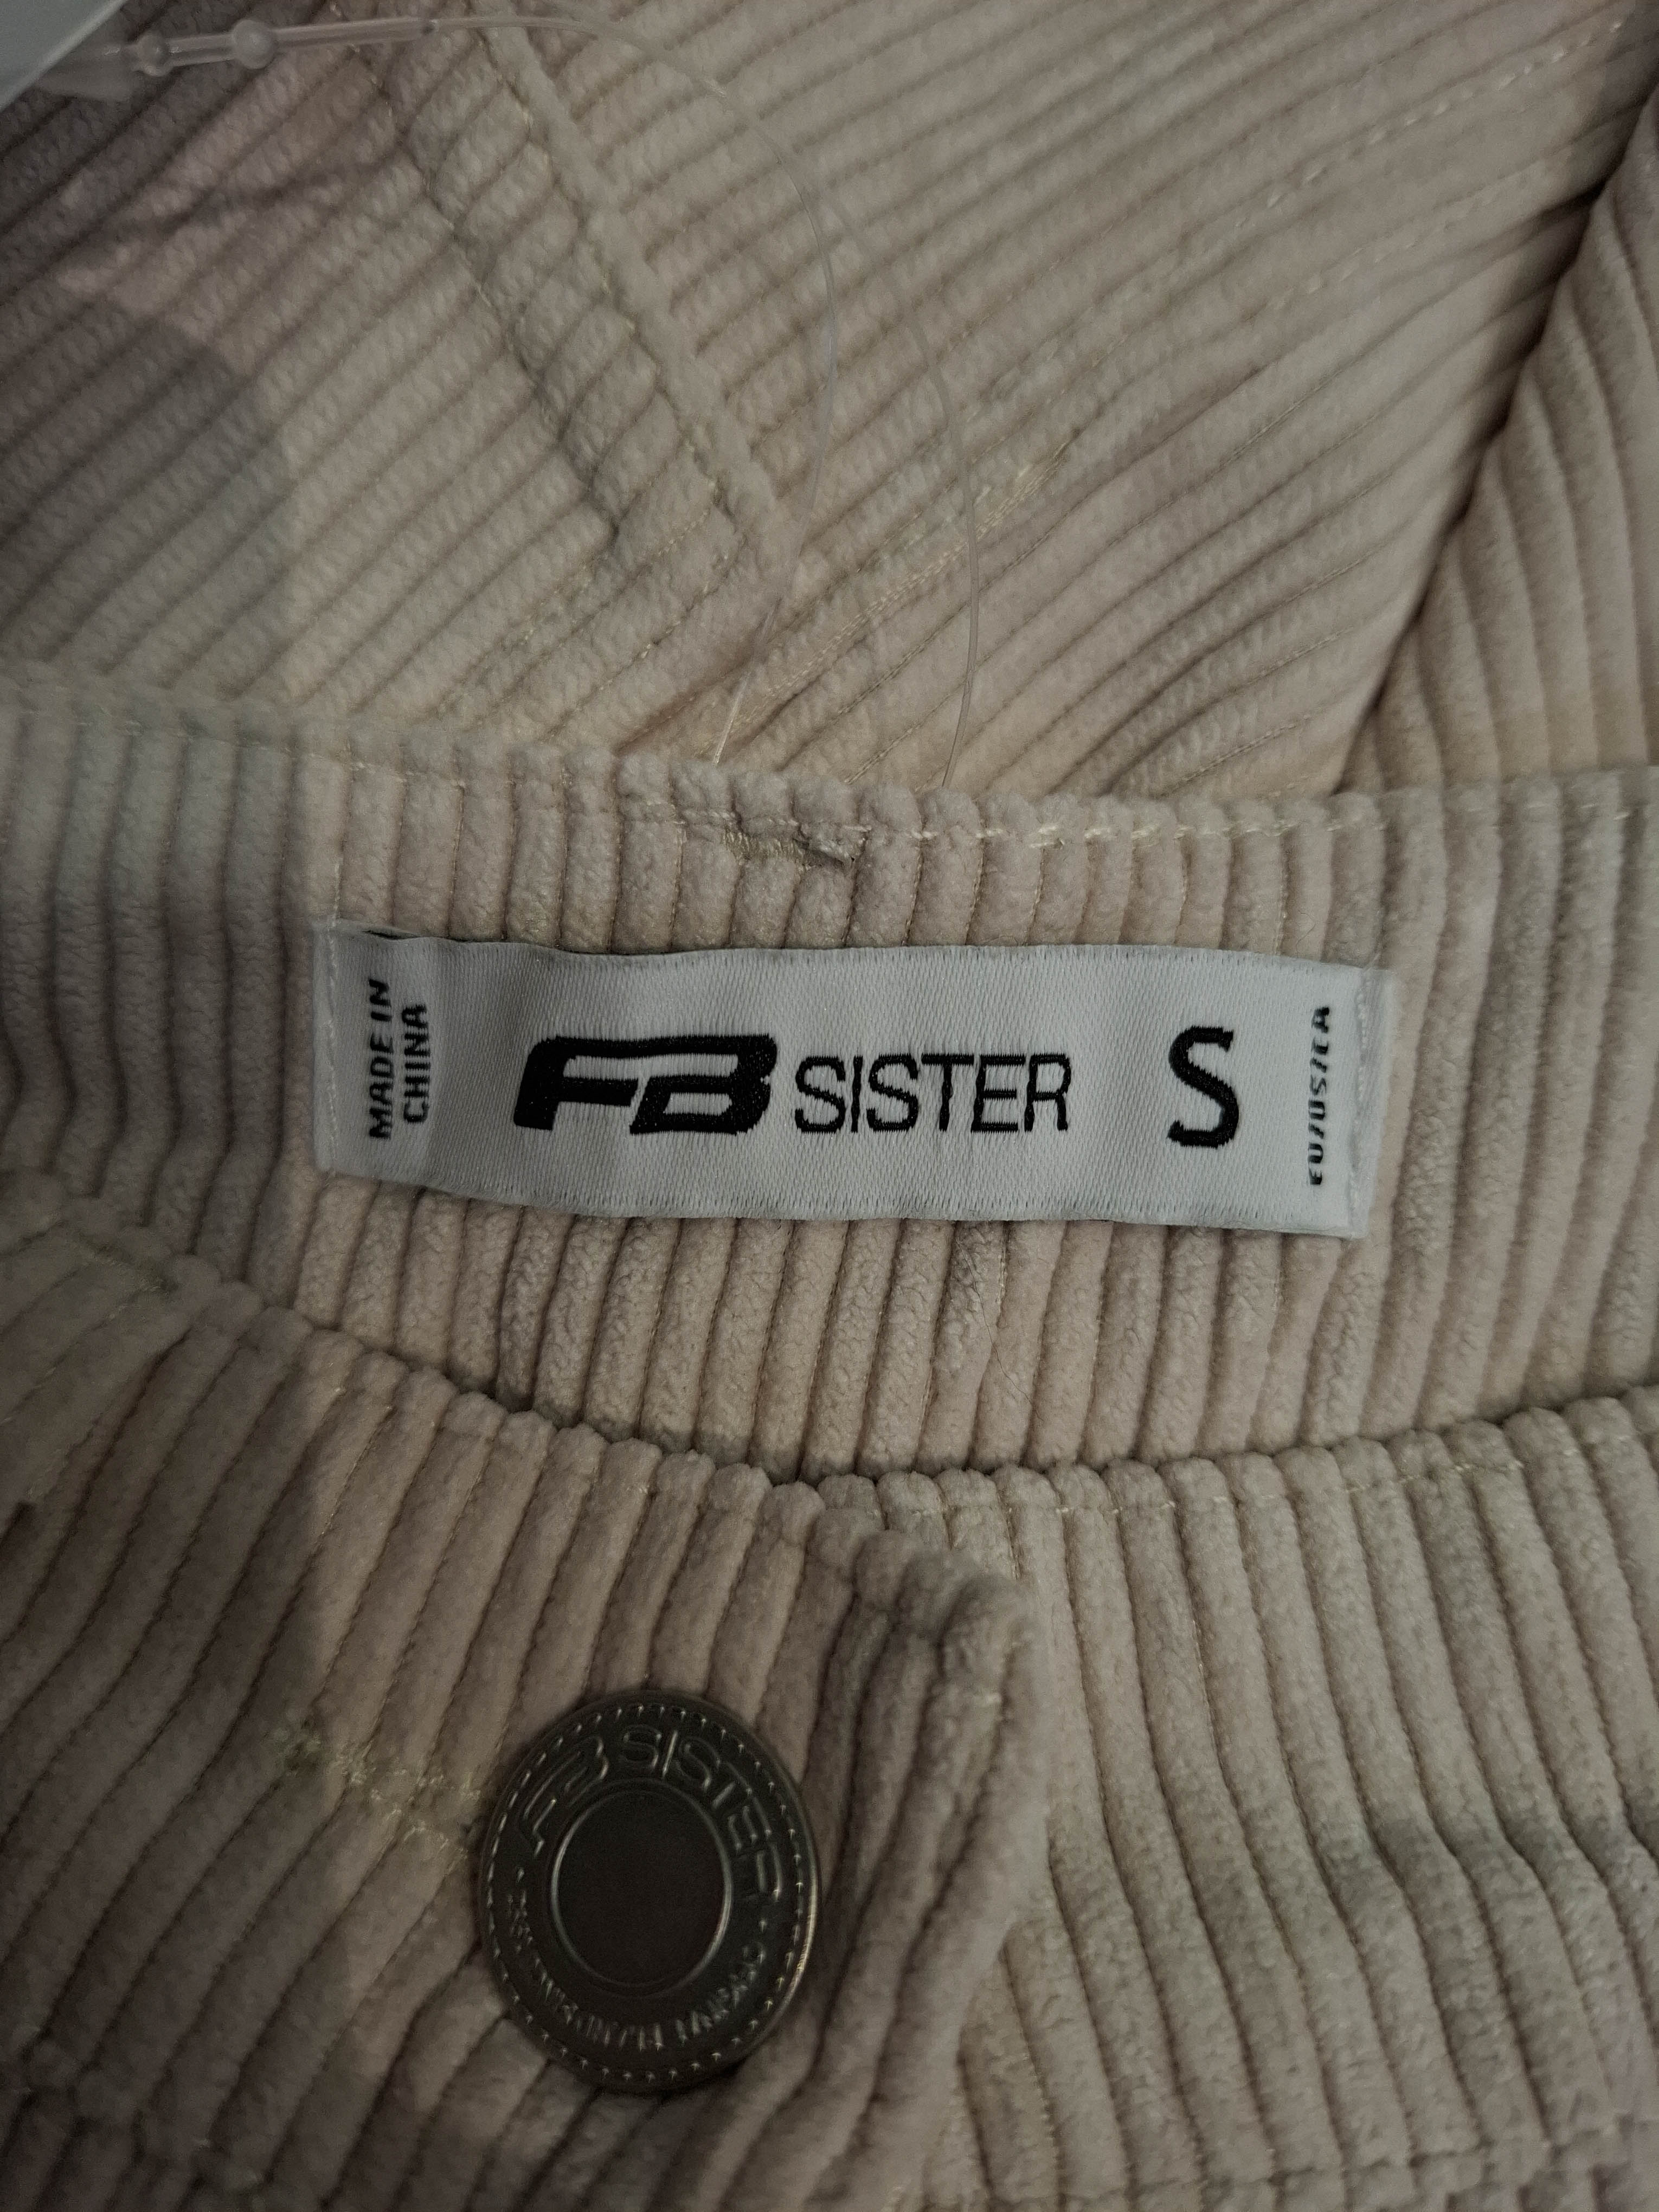 MADE IN
CHINA
FB SISTER
S
EU/US/CA
FB SISTER